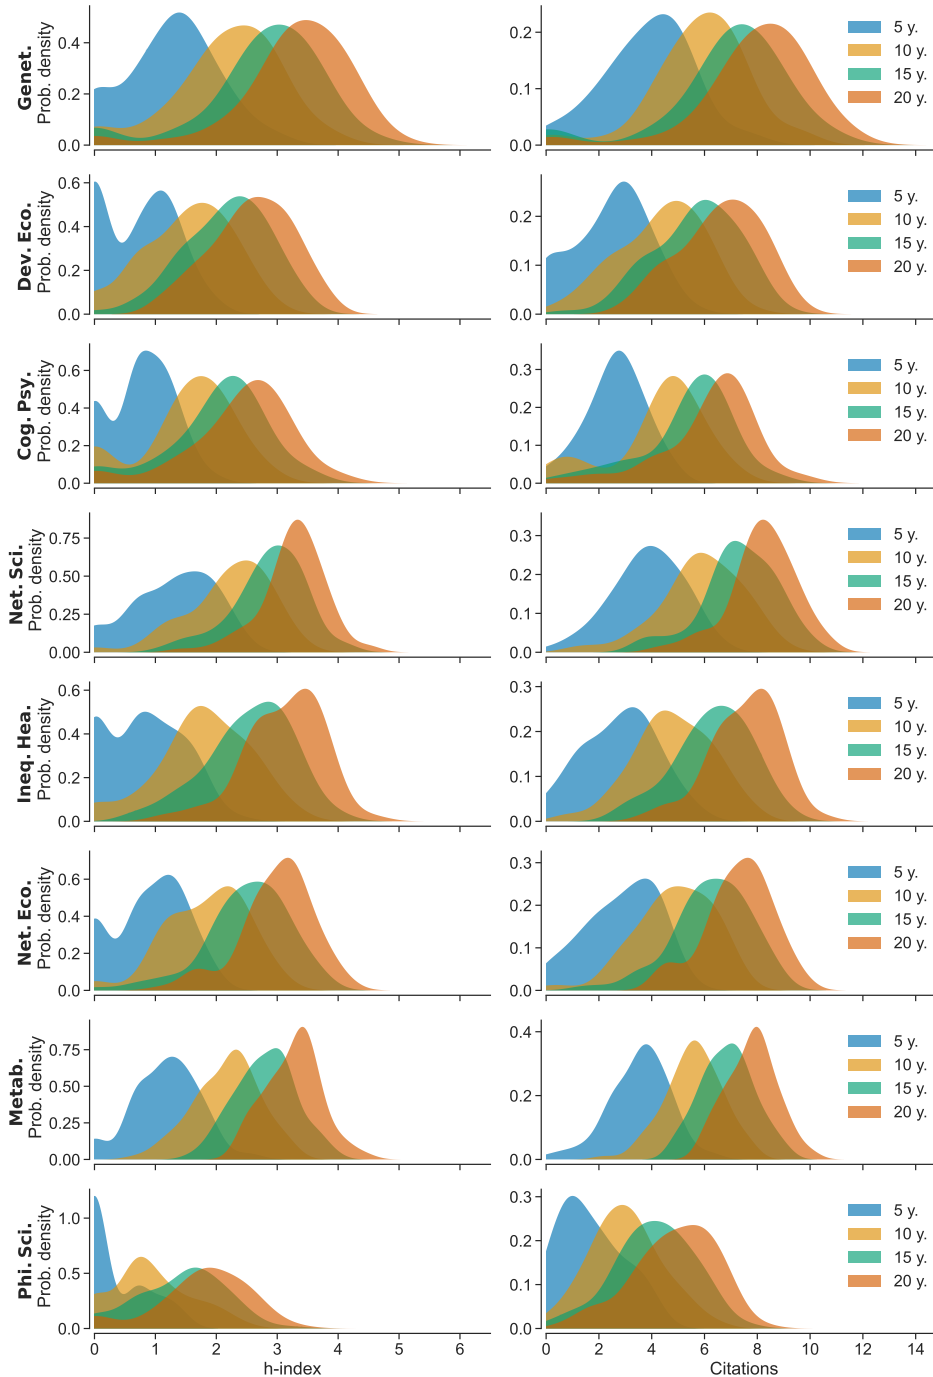 Genet.
Prob. density
0.4
0.2
0.0
0.2
0.1
0.0
5 y.
10 y.
15 y.
20 y.
0 1 2 3 4 5 6
Dev. Eco.
Prob. density
0.6
0.4
0.2
0.0
0.2
0.1
0.0
5 y.
10 y.
15 y.
20 y.
Cog. Psy.
Prob. density
0.6
0.4
0.2
0.0
0.3
0.2
0.1
0.0
5 y.
10 y.
15 y.
20 y.
Net. Sci.
Prob. density
0.75
0.50
0.25
0.00
0.3
0.2
0.1
0.0
5 y.
10 y.
15 y.
20 y.
Ineq. Hea.
Prob. density
0.6
0.4
0.2
0.0
0.3
0.2
0.1
0.0
5 y.
10 y.
15 y.
20 y.
Net. Eco.
Prob. density
0.6
0.4
0.2
0.0
0.3
0.2
0.1
0.0
5 y.
10 y.
15 y.
20 y.
Metab.
Prob. density
0.75
0.50
0.25
0.00
0.4
0.2
0.0
5 y.
10 y.
15 y.
20 y.
Phi. Sci.
Prob. density
1.0
0.5
0.0
0.3
0.2
0.1
0.0
5 y.
10 y.
15 y.
20 y.
0 1 2 3 4 5 6
h-index
0 2 4 6 8 10 12 14
Citations